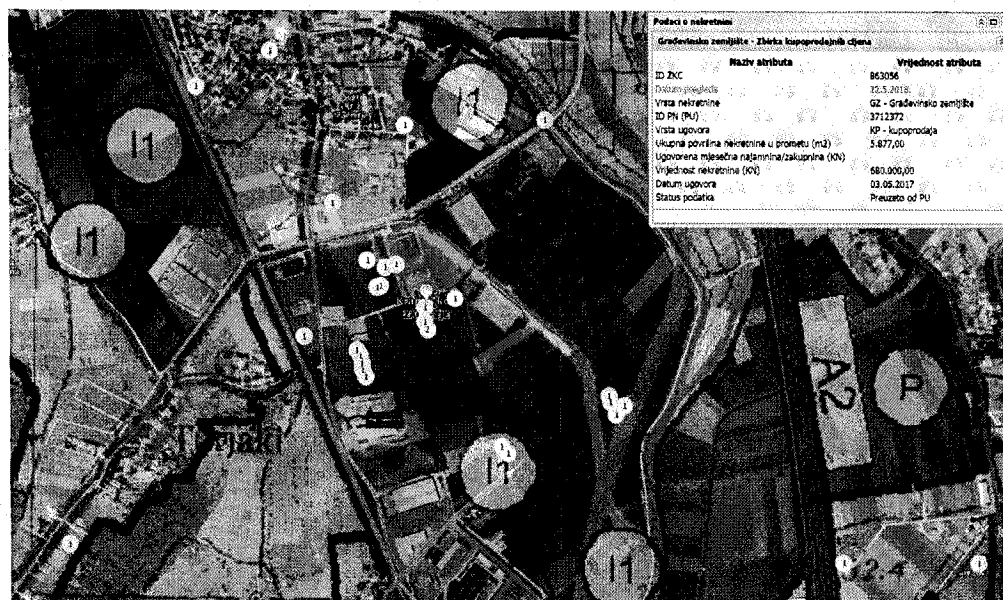 Podaci o nekretnini
Građevinsko zemljište - Zbirka kupoprodajnih cijena
Naziv atributa Vrijednost atributa
ID ZKC 863056
Datum pregleda 22.5.2018.
Vrsta nekretnine GZ - Građevinsko zemljište
ID PN (PU) 3712372
Vrsta ugovora KP - kupoprodaja
Ukupna površina nekretnine u prometu (m2) 5.877,00
Ugovorena mjesečna najamnina/zakupnina (KN)
Vrijednost nekretnine (KN) 680.000,00
Datum ugovora 03.05.2017
Status podatka Preuzeto od PU
I1
I1
I1
A2
P
I1
I1